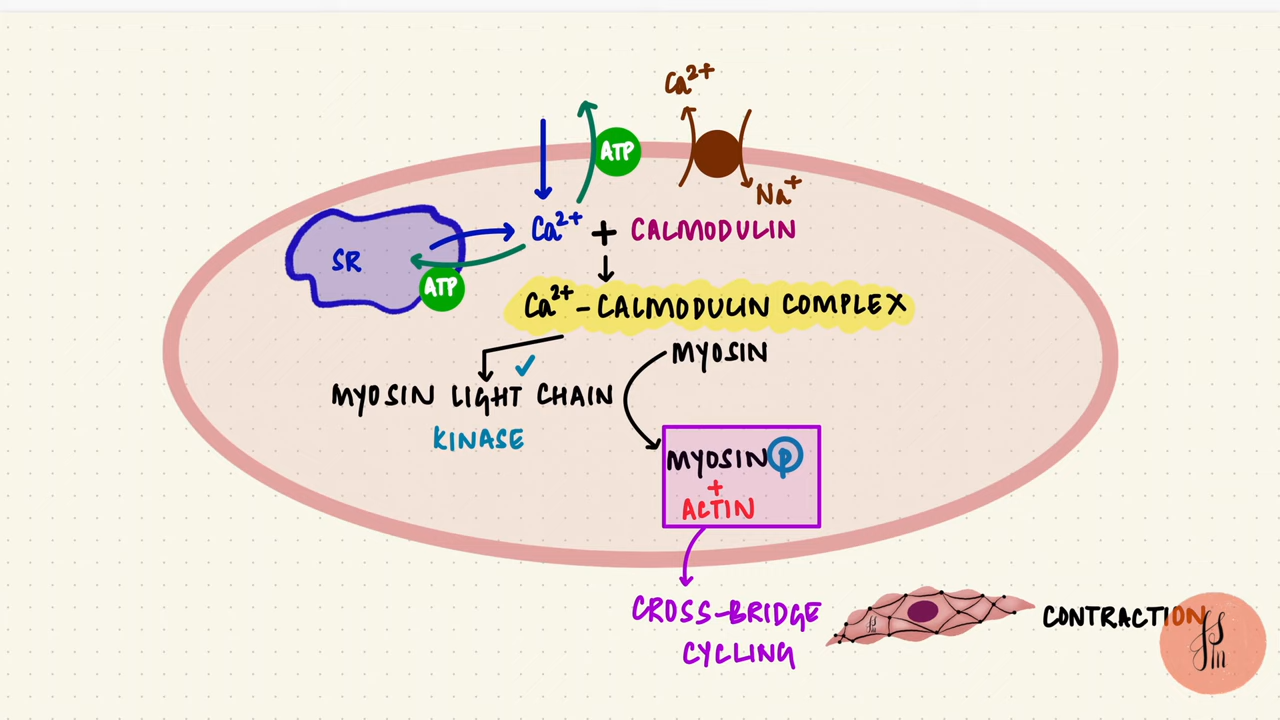 Ca²⁺
ATP
Na⁺
Ca²⁺ + CALMODULIN
SR
ATP
Ca²⁺ - CALMODULIN COMPLEX
MYOSIN
MYOSIN LIGHT CHAIN
KINASE
MYOSIN P
+
ACTIN
CROSS-BRIDGE
CYCLING
CONTRACTION